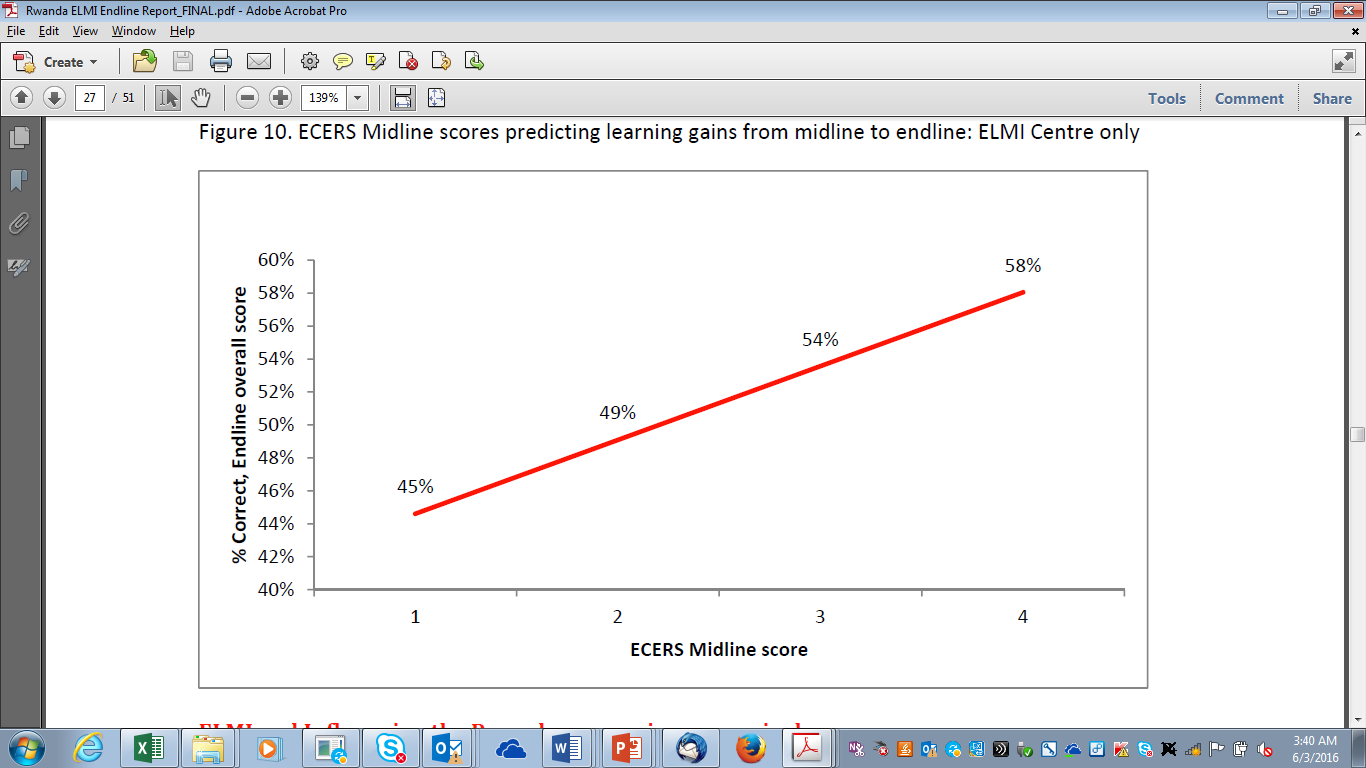 Rwanda ELMI Endline Report_FINAL.pdf - Adobe Acrobat Pro
File Edit View Window Help
Create
27 / 51 139% Tools Comment Share
Figure 10. ECERS Midline scores predicting learning gains from midline to endline: ELMI Centre only
% Correct, Endline overall score
60%
58%
56%
54%
52%
50%
48%
46%
44%
42%
40%
45%
49%
54%
58%
1 2 3 4
ECERS Midline score
3:40 AM
6/3/2016